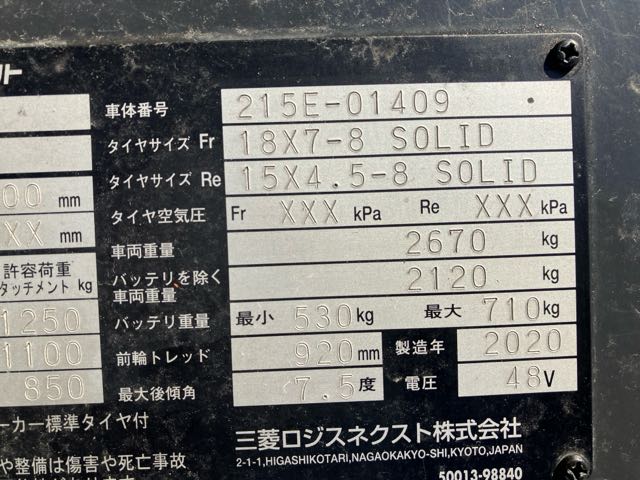 車体番号 215E-01409
タイヤサイズ Fr 18X7-8 SOLID
タイヤサイズ Re 15X4.5-8 SOLID
00 mm タイヤ空気圧 Fr XXX kPa Re XXX kPa
XX mm 車両重量 2670 kg
許容荷重
タッチメント kg バッテリを除く
車両重量 2120 kg
1250 バッテリ重量 最小 530 kg 最大 710 kg
1100 前輪トレッド 920 mm 製造年 2020
850 最大後傾角 7.5 度 電圧 48 V
ーカー標準タイヤ付
三菱ロジスネクスト株式会社
や整備は傷害や死亡事故 2-1-1,HIGASHIKOTARI,NAGAOKAKYO-SHI,KYOTO,JAPAN
50013-98840